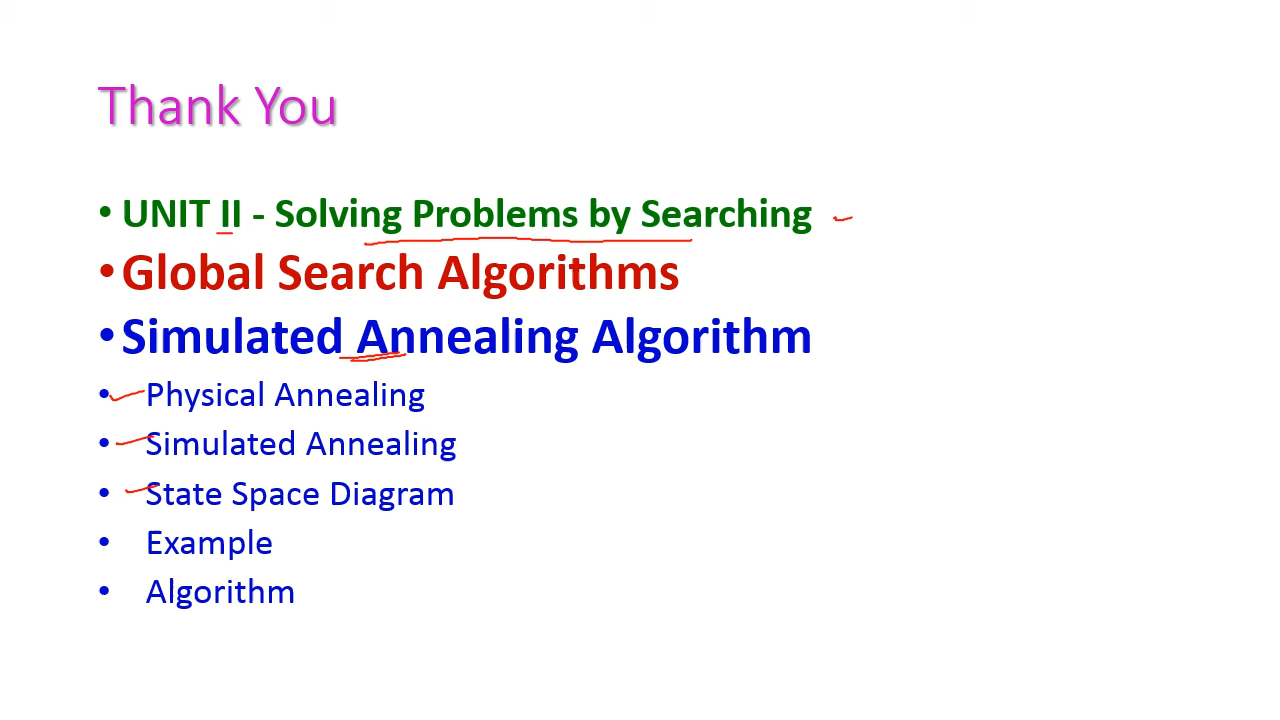 Thank You
• UNIT II - Solving Problems by Searching
• Global Search Algorithms
• Simulated Annealing Algorithm
• Physical Annealing
• Simulated Annealing
• State Space Diagram
• Example
• Algorithm